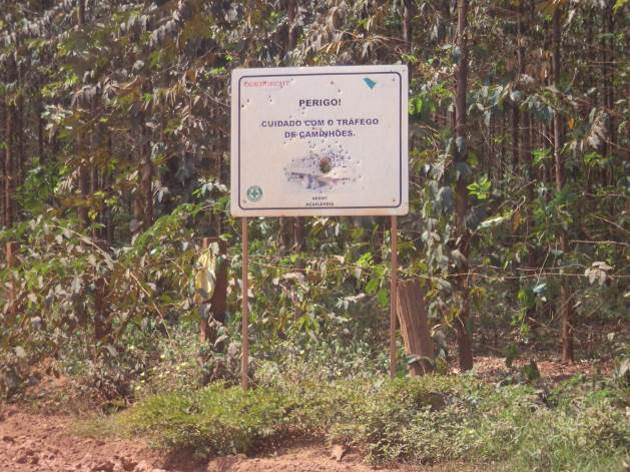 PERIGO!
CUIDADO COM O TRÁFEGO
DE CAMINHÕES.